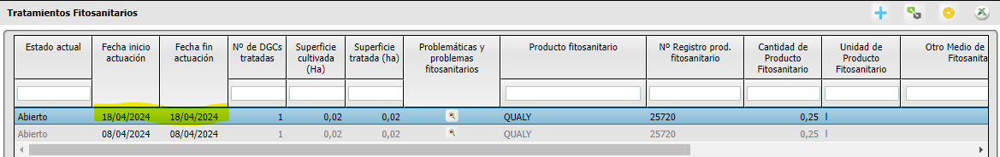 Tratamientos Fitosanitarios
Estado actual
Fecha inicio
actuación
Fecha fin
actuación
Nº de DGCs
tratadas
Superficie
cultivada
(Ha)
Superficie
tratada (ha)
Problemáticas y
problemas
fitosanitarios
Producto fitosanitario
Nº Registro prod.
fitosanitario
Cantidad de
Producto
Fitosanitario
Unidad de
Producto
Fitosanitario
Otro Medio de
Fitosanita
Abierto 18/04/2024 18/04/2024 1 0,02 0,02 QUALY 25720 0,25 l
Abierto 08/04/2024 08/04/2024 1 0,02 0,02 QUALY 25720 0,25 l